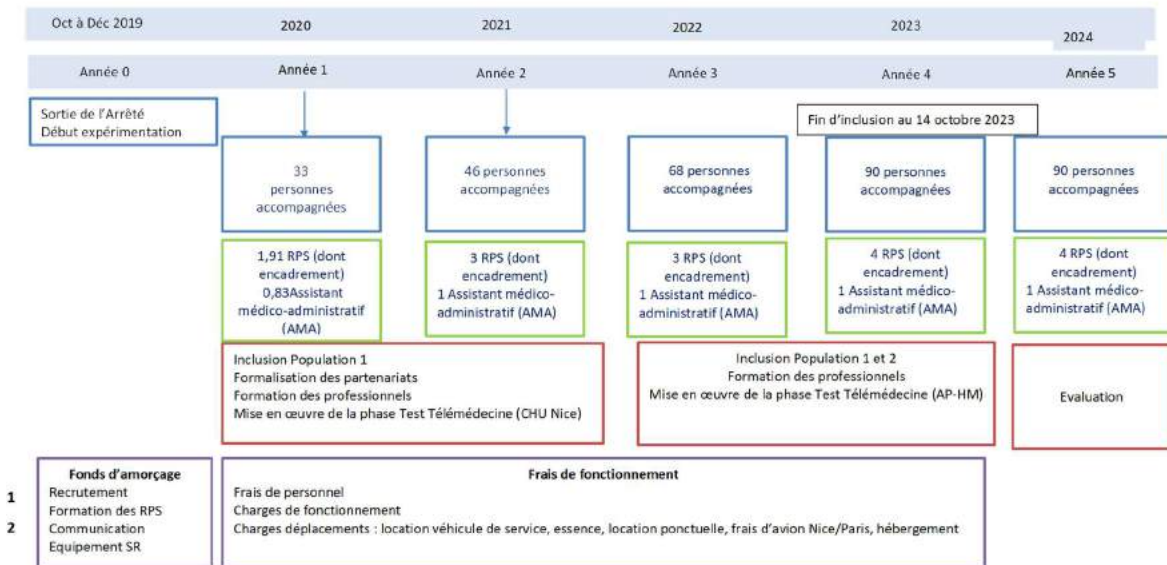 Oct à Déc 2019
2020
2021
2022
2023
2024
Année 0
Année 1
Année 2
Année 3
Année 4
Année 5
Sortie de l'Arrêté
Début expérimentation
Fin d'inclusion au 14 octobre 2023
33
personnes
accompagnées
46 personnes
accompagnées
68 personnes
accompagnées
90 personnes
accompagnées
90 personnes
accompagnées
1,91 RPS (dont
encadrement)
0,83Assistant
médico-administratif
(AMA)
3 RPS (dont
encadrement)
1 Assistant médico-
administratif (AMA)
3 RPS (dont
encadrement)
1 Assistant médico-
administratif (AMA)
4 RPS (dont
encadrement)
1 Assistant médico-
administratif (AMA)
4 RPS (dont
encadrement)
1 Assistant médico-
administratif (AMA)
Inclusion Population 1
Formalisation des partenariats
Formation des professionnels
Mise en œuvre de la phase Test Télémédecine (CHU Nice)
Inclusion Population 1 et 2
Formation des professionnels
Mise en œuvre de la phase Test Télémédecine (AP-HM)
Evaluation
1
2
Fonds d'amorçage
Recrutement
Formation des RPS
Communication
Equipement SR
Frais de fonctionnement
Frais de personnel
Charges de fonctionnement
Charges déplacements : location véhicule de service, essence, location ponctuelle, frais d'avion Nice/Paris, hébergement